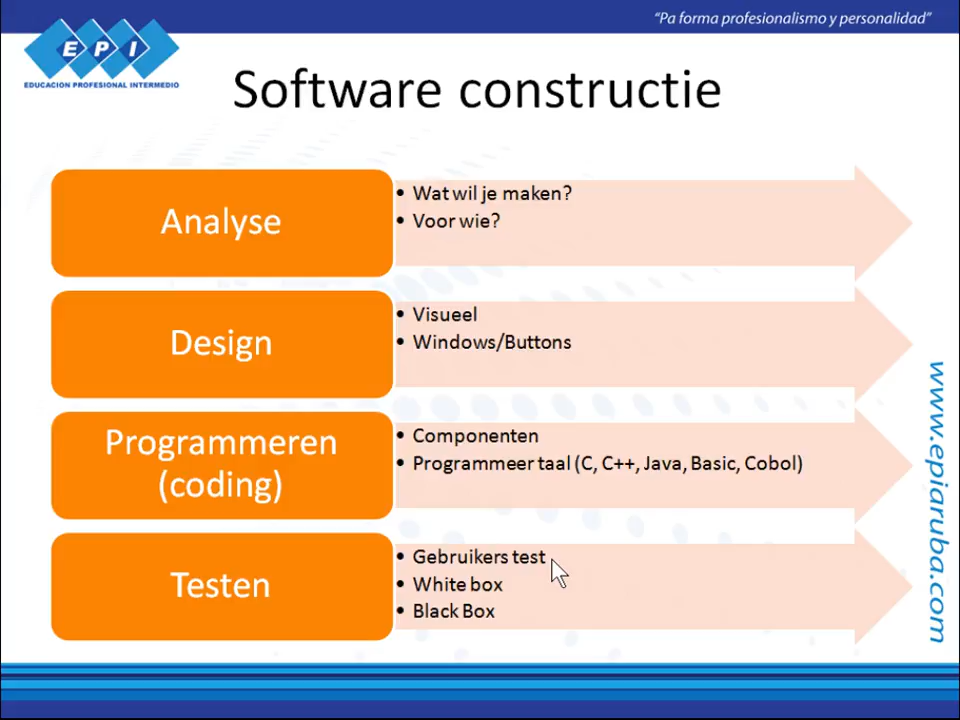 “Pa forma profesionalismo y personalidad”
EPI
EDUCACION PROFESIONAL INTERMEDIO
Software constructie
Analyse
• Wat wil je maken?
• Voor wie?
Design
• Visueel
• Windows/Buttons
Programmeren
(coding)
• Componenten
• Programmeer taal (C, C++, Java, Basic, Cobol)
Testen
• Gebruikers test
• White box
• Black Box
www.epiaruba.com